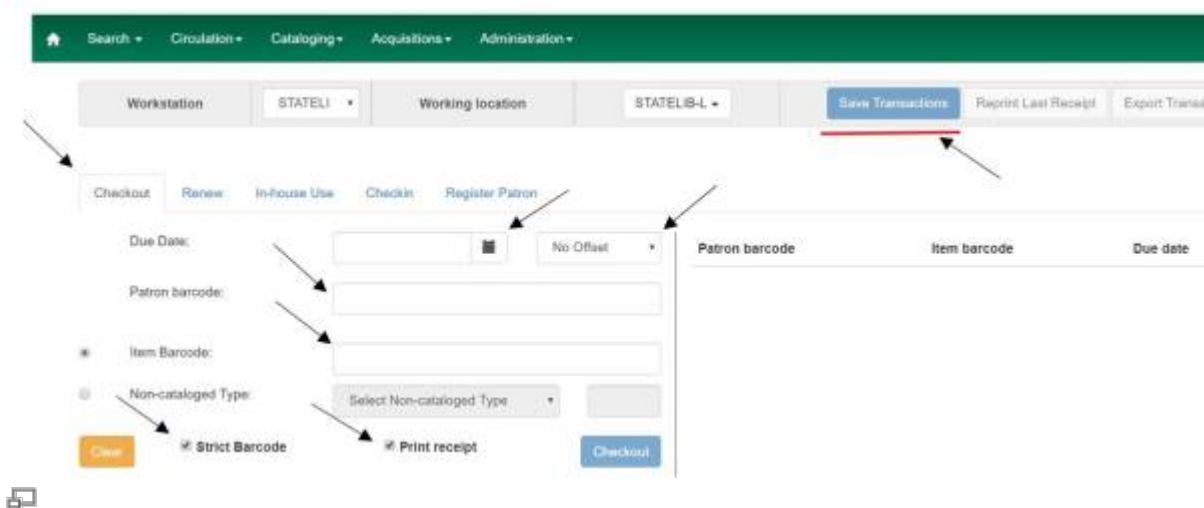 Search Circulation Cataloging Acquisitions Administration
Workstation STATELI Working location STATELIB-L Save Transactions Reprint Last Receipt Export Transa
Checkout Renew In-house Use Checkin Register Patron
Due Date: No Offset Patron barcode Item barcode Due date
Patron barcode:
Item Barcode:
Non-cataloged Type: Select Non-cataloged Type
Clear Strict Barcode Print receipt Checkout